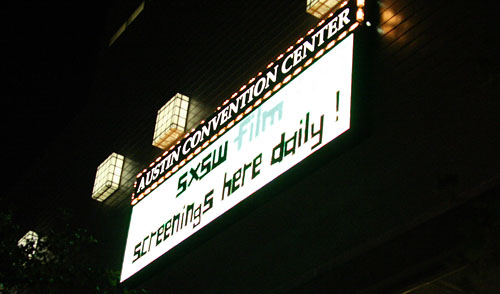 AUSTIN CONVENTION CENTER
sxsw film
screenings here daily!